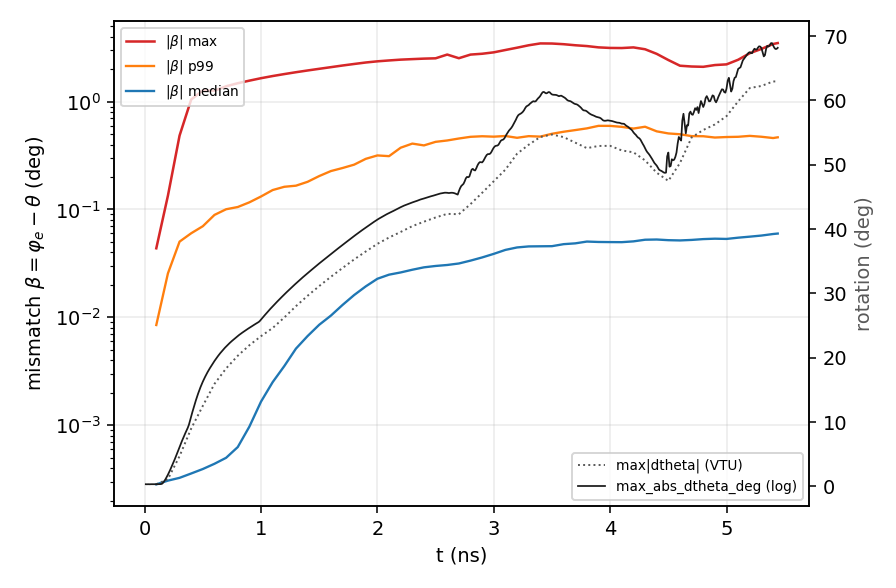 |β| max
|β| p99
|β| median
max|dtheta| (VTU)
max_abs_dtheta_deg (log)
mismatch β = φₑ − θ (deg)
10⁰
10⁻¹
10⁻²
10⁻³
rotation (deg)
70
60
50
40
30
20
10
0
0 1 2 3 4 5
t (ns)